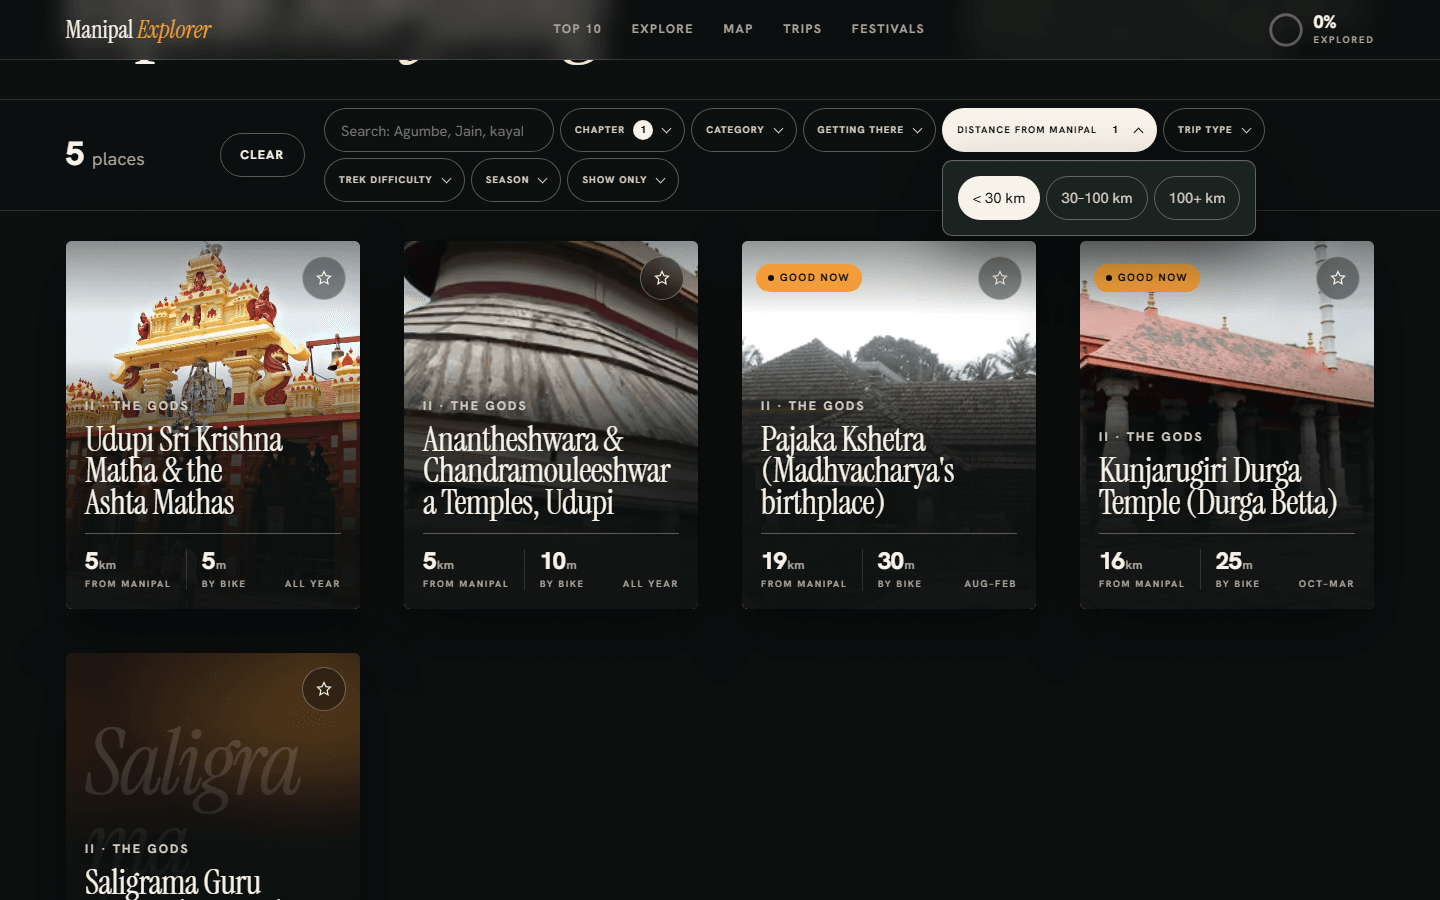 Manipal Explorer
TOP 10
EXPLORE
MAP
TRIPS
FESTIVALS
0%
EXPLORED
5 places
CLEAR
Search: Agumbe, Jain, kayal
CHAPTER 1
CATEGORY
GETTING THERE
DISTANCE FROM MANIPAL 1
TRIP TYPE
TREK DIFFICULTY
SEASON
SHOW ONLY
< 30 km
30–100 km
100+ km
II · THE GODS
Udupi Sri Krishna
Matha & the
Ashta Mathas
5km
FROM MANIPAL
5m
BY BIKE
ALL YEAR
II · THE GODS
Anantheshwara &
Chandramouleeshwar
a Temples, Udupi
5km
FROM MANIPAL
10m
BY BIKE
ALL YEAR
GOOD NOW
II · THE GODS
Pajaka Kshetra
(Madhvacharya's
birthplace)
19km
FROM MANIPAL
30m
BY BIKE
AUG–FEB
GOOD NOW
II · THE GODS
Kunjarugiri Durga
Temple (Durga Betta)
16km
FROM MANIPAL
25m
BY BIKE
OCT–MAR
Saligra
ma
II · THE GODS
Saligrama Guru